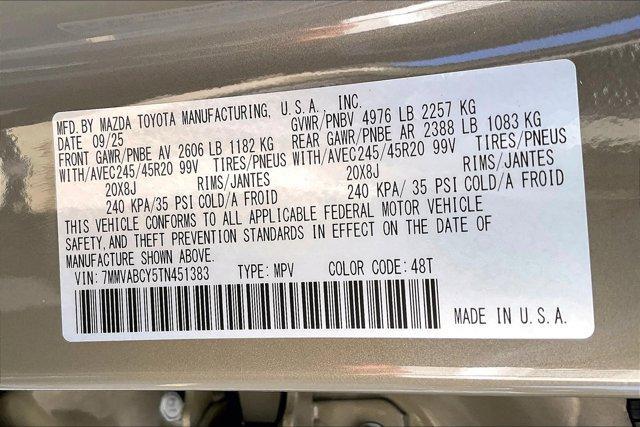 MFD.BY MAZDA TOYOTA MANUFACTURING, U.S.A., INC.
DATE 09/25 GVWR/PNBV 4976 LB 2257 KG
FRONT GAWR/PNBE AV 2606 LB 1182 KG REAR GAWR/PNBE AR 2388 LB 1083 KG
WITH/AVEC245/45R20 99V TIRES/PNEUS WITH/AVEC245/45R20 99V TIRES/PNEUS
20X8J RIMS/JANTES 20X8J RIMS/JANTES
240 KPA/35 PSI COLD/A FROID 240 KPA/ 35 PSI COLD/A FROID
THIS VEHICLE CONFORMS TO ALL APPLICABLE FEDERAL MOTOR VEHICLE
SAFETY,AND THEFT PREVENTION STANDARDS IN EFFECT ON THE DATE OF
MANUFACTURE SHOWN ABOVE.
VIN: 7MMVABCY5TN451383 TYPE: MPV COLOR CODE: 48T
MADE IN U.S.A.